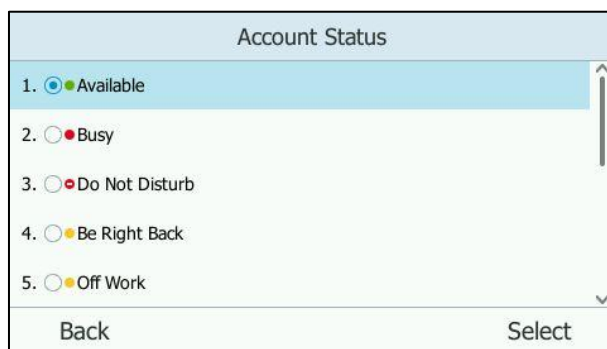 Account Status
1. Available
2. Busy
3. Do Not Disturb
4. Be Right Back
5. Off Work
Back Select